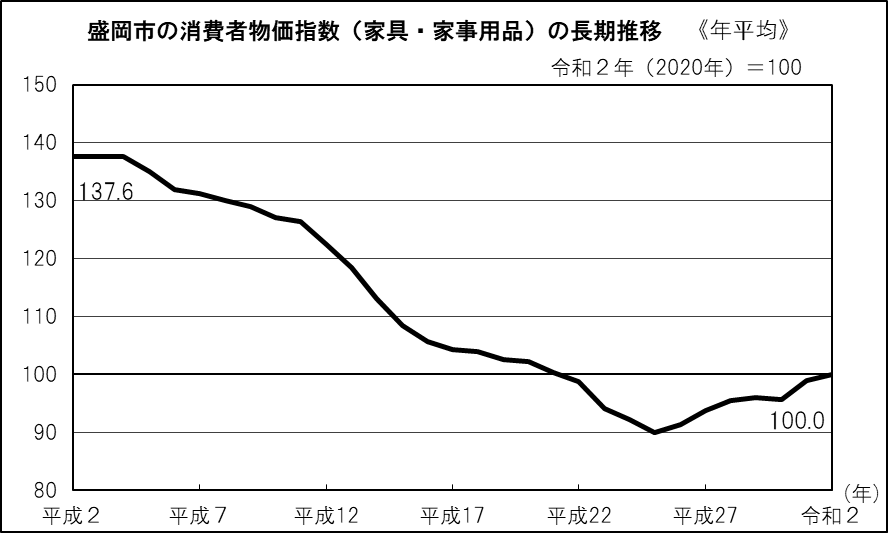 盛岡市の消費者物価指数（家具・家事用品）の長期推移　《年平均》
令和２年（2020年）＝100
150
140
137.6
130
120
110
100
100.0
90
80
（年）
平成２ 平成７ 平成12 平成17 平成22 平成27 令和２